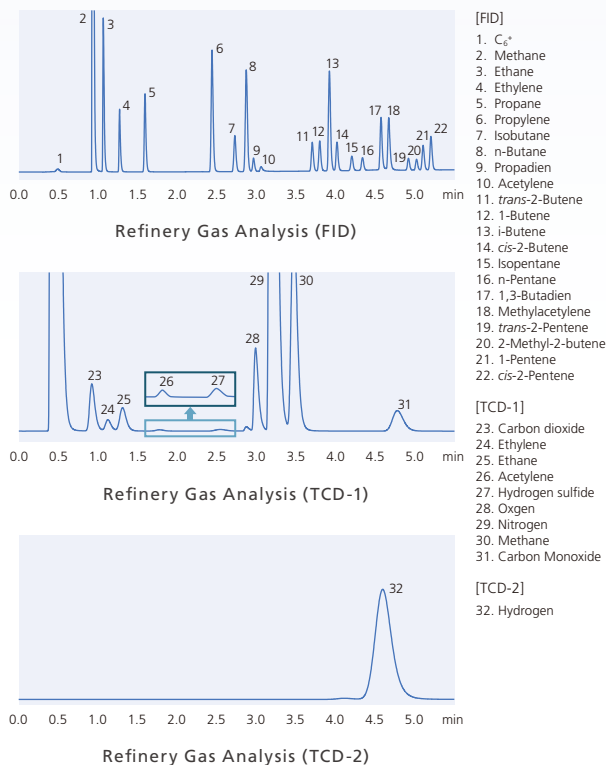 2
3
4
5
6
7
8
9
10
1
11
12
13
14
15
16
17
18
19
20
21
22
0.0 0.5 1.0 1.5 2.0 2.5 3.0 3.5 4.0 4.5 5.0 min
Refinery Gas Analysis (FID)
23
24
25
26
27
28
29
30
31
0.0 0.5 1.0 1.5 2.0 2.5 3.0 3.5 4.0 4.5 5.0 min
Refinery Gas Analysis (TCD-1)
32
0.0 0.5 1.0 1.5 2.0 2.5 3.0 3.5 4.0 4.5 5.0 min
Refinery Gas Analysis (TCD-2)
[FID]
1. C₆⁺
2. Methane
3. Ethane
4. Ethylene
5. Propane
6. Propylene
7. Isobutane
8. n-Butane
9. Propadien
10. Acetylene
11. trans-2-Butene
12. 1-Butene
13. i-Butene
14. cis-2-Butene
15. Isopentane
16. n-Pentane
17. 1,3-Butadien
18. Methylacetylene
19. trans-2-Pentene
20. 2-Methyl-2-butene
21. 1-Pentene
22. cis-2-Pentene
[TCD-1]
23. Carbon dioxide
24. Ethylene
25. Ethane
26. Acetylene
27. Hydrogen sulfide
28. Oxgen
29. Nitrogen
30. Methane
31. Carbon Monoxide
[TCD-2]
32. Hydrogen